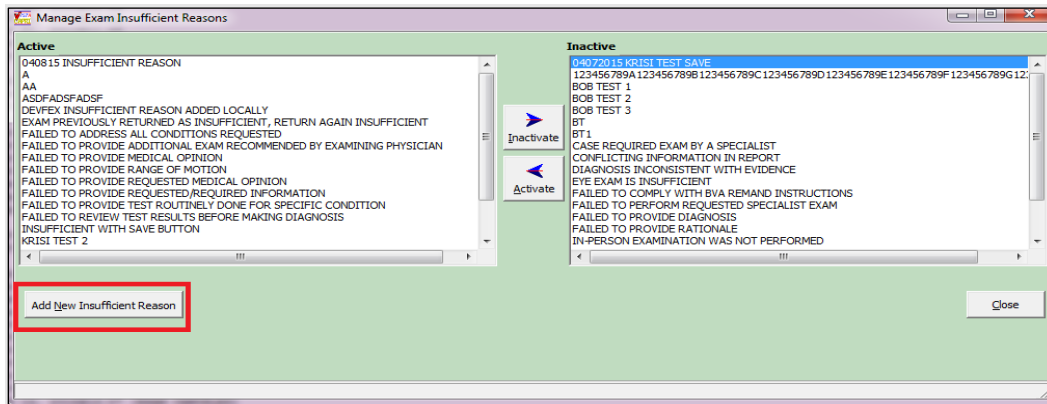 Manage Exam Insufficient Reasons
Active
040815 INSUFFICIENT REASON
A
AA
ASDFADSFADSF
DEVFEX INSUFFICIENT REASON ADDED LOCALLY
EXAM PREVIOUSLY RETURNED AS INSUFFICIENT, RETURN AGAIN INSUFFICIENT
FAILED TO ADDRESS ALL CONDITIONS REQUESTED
FAILED TO PROVIDE ADDITIONAL EXAM RECOMMENDED BY EXAMINING PHYSICIAN
FAILED TO PROVIDE MEDICAL OPINION
FAILED TO PROVIDE RANGE OF MOTION
FAILED TO PROVIDE REQUESTED MEDICAL OPINION
FAILED TO PROVIDE REQUESTED/REQUIRED INFORMATION
FAILED TO PROVIDE TEST ROUTINELY DONE FOR SPECIFIC CONDITION
FAILED TO REVIEW TEST RESULTS BEFORE MAKING DIAGNOSIS
INSUFFICIENT WITH SAVE BUTTON
KRISI TEST 2
Inactivate
Activate
Inactive
04072015 KRISI TEST SAVE
123456789A123456789B123456789C123456789D123456789E123456789F123456789G12
BOB TEST 1
BOB TEST 2
BOB TEST 3
BT
BT1
CASE REQUIRED EXAM BY A SPECIALIST
CONFLICTING INFORMATION IN REPORT
DIAGNOSIS INCONSISTENT WITH EVIDENCE
EYE EXAM IS INSUFFICIENT
FAILED TO COMPLY WITH BVA REMAND INSTRUCTIONS
FAILED TO PERFORM REQUESTED SPECIALIST EXAM
FAILED TO PROVIDE DIAGNOSIS
FAILED TO PROVIDE RATIONALE
IN-PERSON EXAMINATION WAS NOT PERFORMED
Add New Insufficient Reason
Close